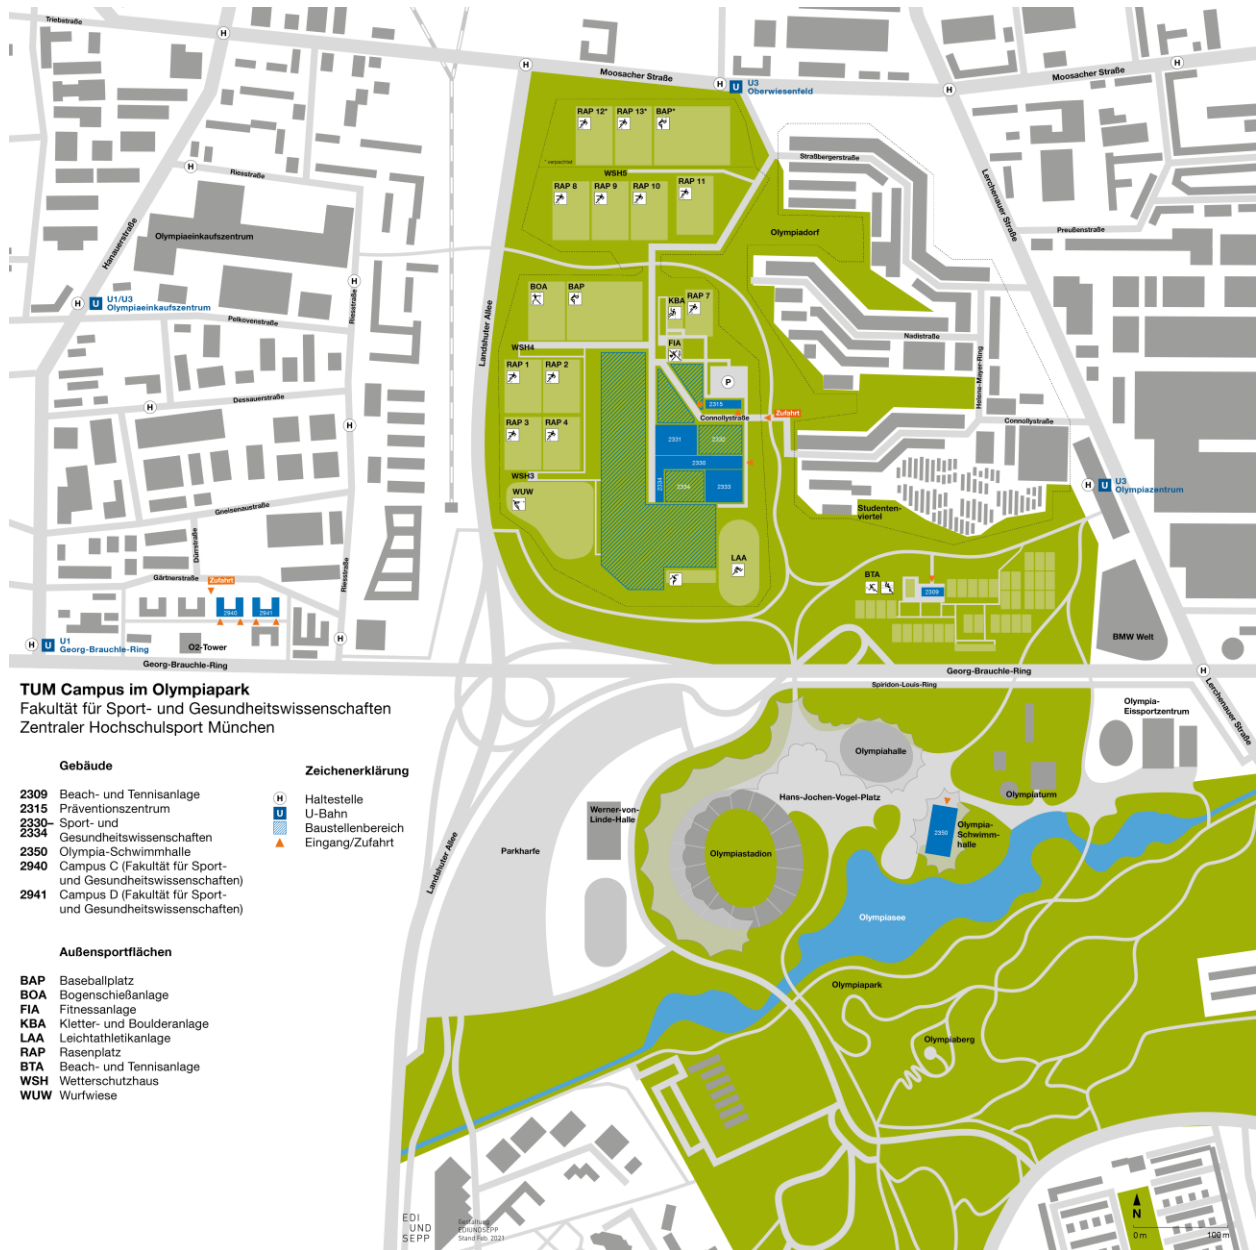 Triebstraße
H
H
Moosacher Straße
H
U
U3
Oberwiesenfeld
H
Moosacher Straße
H
RAP 12*
RAP 13*
BAP*
* verpachtet
WSH5
RAP 8
RAP 9
RAP 10
RAP 11
Straßbergerstraße
Lerchenauer Straße
Preußenstraße
H
Riesstraße
Hanauerstraße
Olympiaeinkaufszentrum
Olympiadorf
H
U
U1/U3
Olympiaeinkaufszentrum
H
Riesstraße
Pelkovenstraße
Landshuter Allee
BOA
BAP
KBA
RAP 7
FIA
WSH4
Nadistraße
Helene-Mayer-Ring
RAP 1
RAP 2
P
2315
Zufahrt
Connollystraße
Connollystraße
Dessauerstraße
H
H
RAP 3
RAP 4
2331
2332
2330
2334
2334
2333
WSH3
WUW
H
U
U3
Olympiazentrum
Studenten-
viertel
Gneisenaustraße
Dürrstraße
LAA
BTA
2309
Gärtnerstraße
Zufahrt
Riesstraße
2940
2941
H
U
U1
Georg-Brauchle-Ring
O2-Tower
H
BMW Welt
Georg-Brauchle-Ring
Georg-Brauchle-Ring
H
Spiridon-Louis-Ring
Lerchenauer Straße
TUM Campus im Olympiapark
Fakultät für Sport- und Gesundheitswissenschaften
Zentraler Hochschulsport München
Gebäude
2309 Beach- und Tennisanlage
2315 Präventionszentrum
2330– Sport- und
2334 Gesundheitswissenschaften
2350 Olympia-Schwimmhalle
2940 Campus C (Fakultät für Sport-
und Gesundheitswissenschaften)
2941 Campus D (Fakultät für Sport-
und Gesundheitswissenschaften)
Zeichenerklärung
H Haltestelle
U U-Bahn
Baustellenbereich
Eingang/Zufahrt
Außensportflächen
BAP Baseballplatz
BOA Bogenschießanlage
FIA Fitnessanlage
KBA Kletter- und Boulderanlage
LAA Leichtathletikanlage
RAP Rasenplatz
BTA Beach- und Tennisanlage
WSH Wetterschutzhaus
WUW Wurfwiese
Olympia-
Eissportzentrum
Olympiahalle
Hans-Jochen-Vogel-Platz
Olympiaturm
Werner-von-
Linde-Halle
Parkharfe
Landshuter Allee
Olympiastadion
2350
Olympia-
Schwimm-
halle
Olympiasee
Olympiapark
Olympiaberg
EDI
UND
SEPP
Gestaltung
EDIUNDSEPP
Stand Feb. 2021
N
0 m
100 m